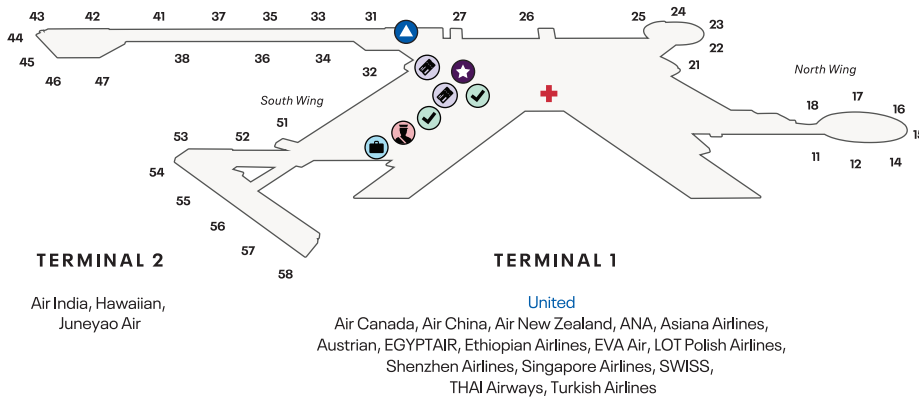 43 42 41 37 35 33 31 27 26 25 24 23
44 22
45 46 47 38 36 34 32 21
North Wing
South Wing
18 17 16
15
51
52
53
11 12 14
54
55
56
57
58
TERMINAL 2
Air India, Hawaiian,
Juneyao Air
TERMINAL 1
United
Air Canada, Air China, Air New Zealand, ANA, Asiana Airlines,
Austrian, EGYPTAIR, Ethiopian Airlines, EVA Air, LOT Polish Airlines,
Shenzhen Airlines, Singapore Airlines, SWISS,
THAI Airways, Turkish Airlines